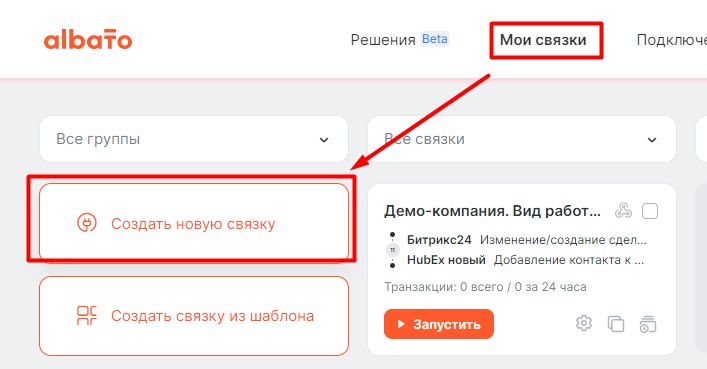 albato
Решения Beta
Мои связки
Подключе
Все группы
Все связки
Создать новую связку
Создать связку из шаблона
Демо-компания. Вид работ...
Битрикс24 Изменение/создание сдел...
HubEx новый Добавление контакта к ...
Транзакции: 0 всего / 0 за 24 часа
Запустить